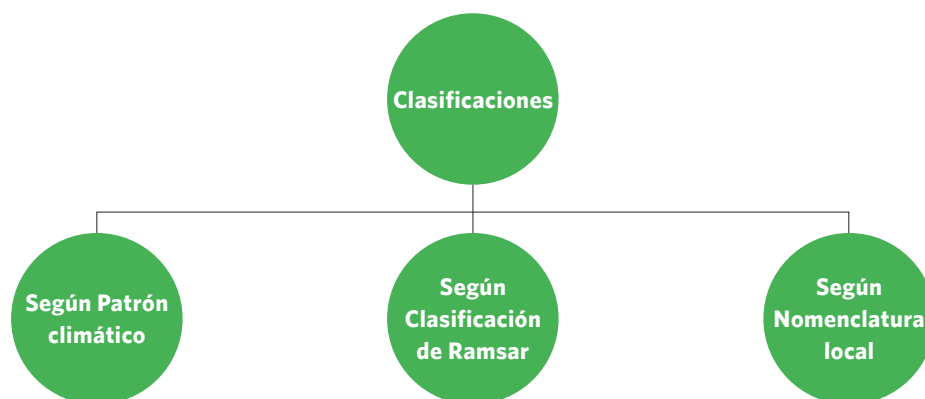 Clasificaciones
Según Patrón
climático
Según
Clasificación
de Ramsar
Según
Nomenclatura
local